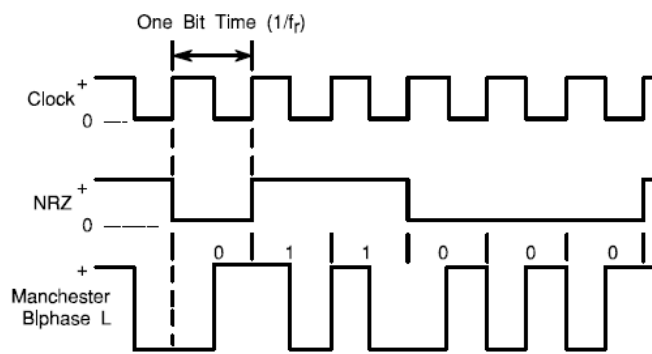 One Bit Time (1/fr)
+
Clock
0
+
NRZ
0
0 1 1 0 0 0
+
Manchester
BIphase L